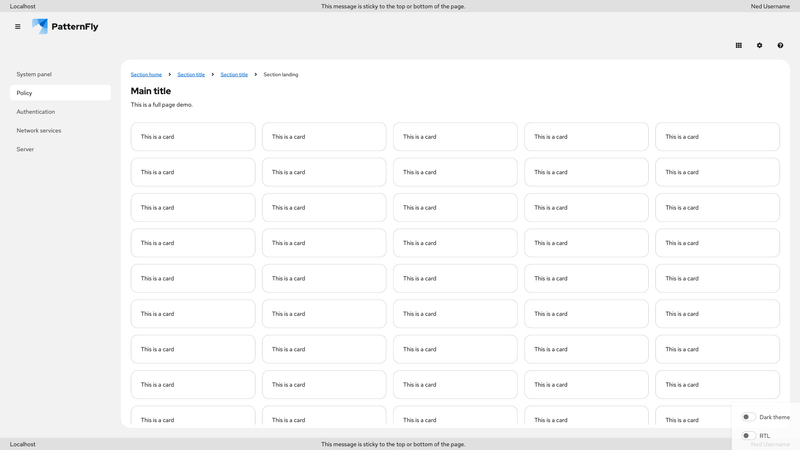 Localhost This message is sticky to the top or bottom of the page. Ned Username
PatternFly
System panel
Policy
Authentication
Network services
Server
Section home Section title Section title Section landing
Main title
This is a full page demo.
This is a card This is a card This is a card This is a card This is a card
This is a card This is a card This is a card This is a card This is a card
This is a card This is a card This is a card This is a card This is a card
This is a card This is a card This is a card This is a card This is a card
This is a card This is a card This is a card This is a card This is a card
This is a card This is a card This is a card This is a card This is a card
This is a card This is a card This is a card This is a card This is a card
This is a card This is a card This is a card This is a card This is a card
This is a card This is a card This is a card This is a card This is a card
Dark theme
RTL
Localhost This message is sticky to the top or bottom of the page. Ned Username